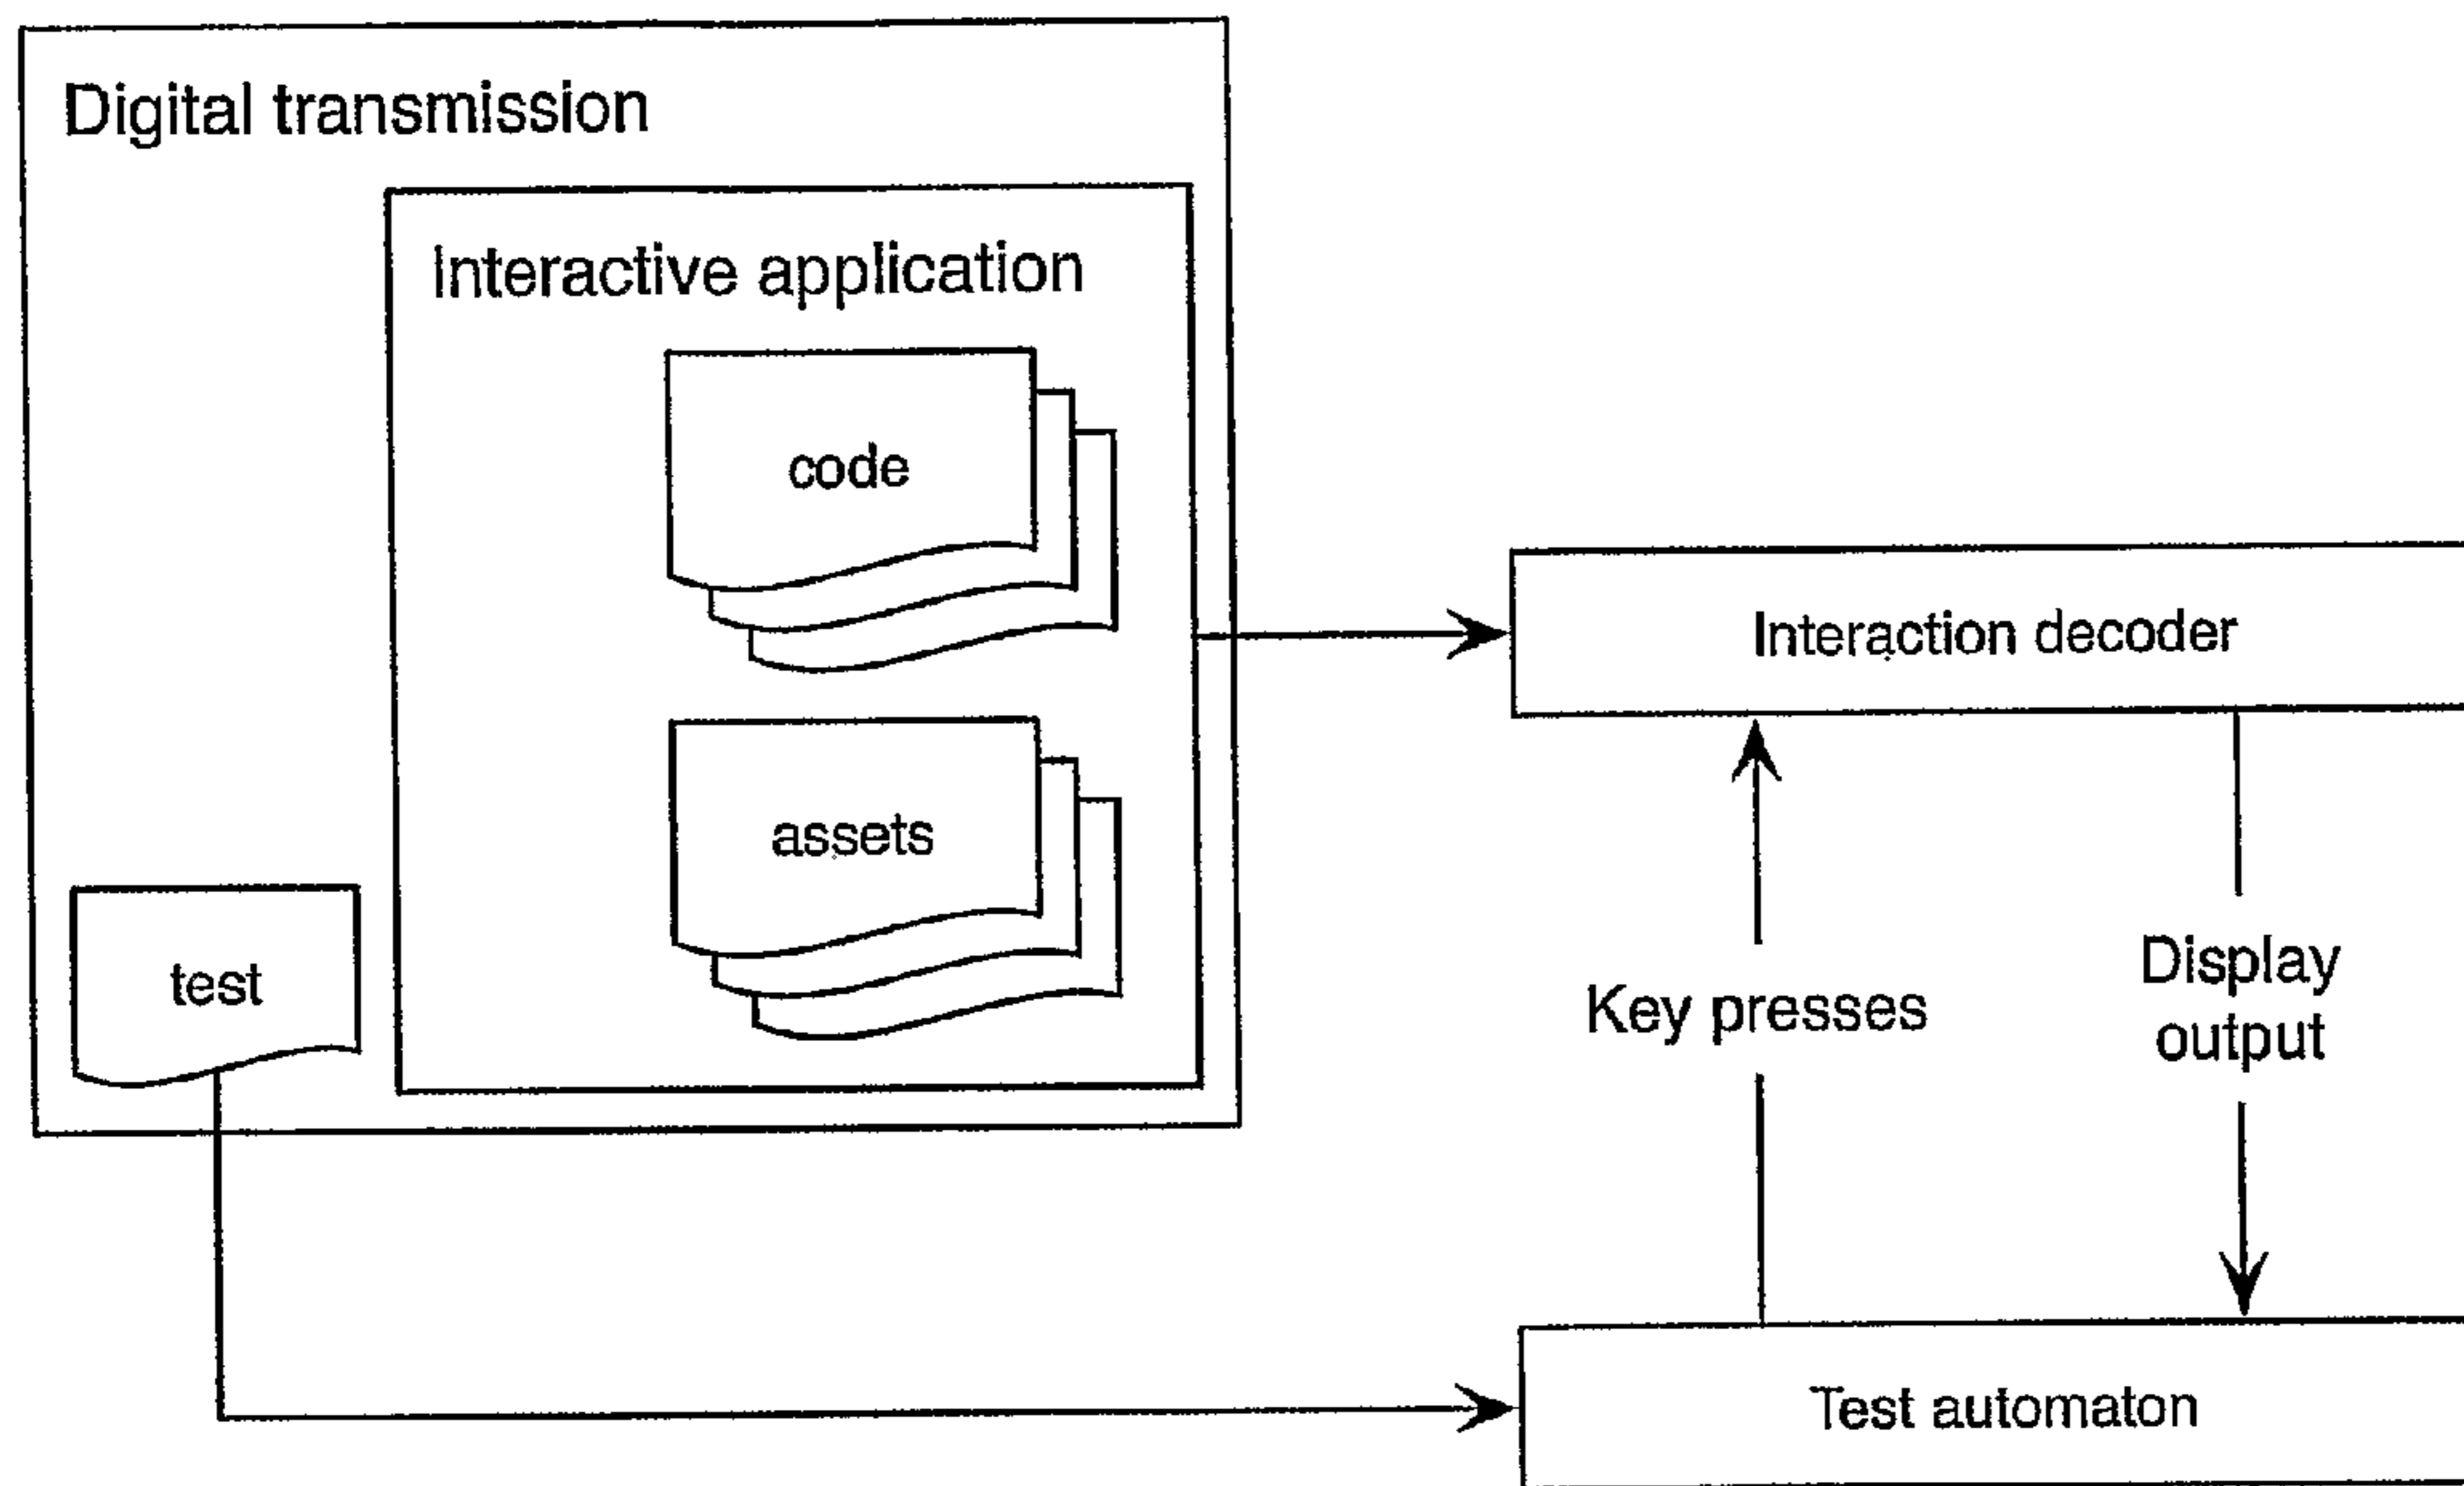 Digital transmission
Interactive application
code
Interaction decoder
assets
test
Key presses
Display
output
Test automaton